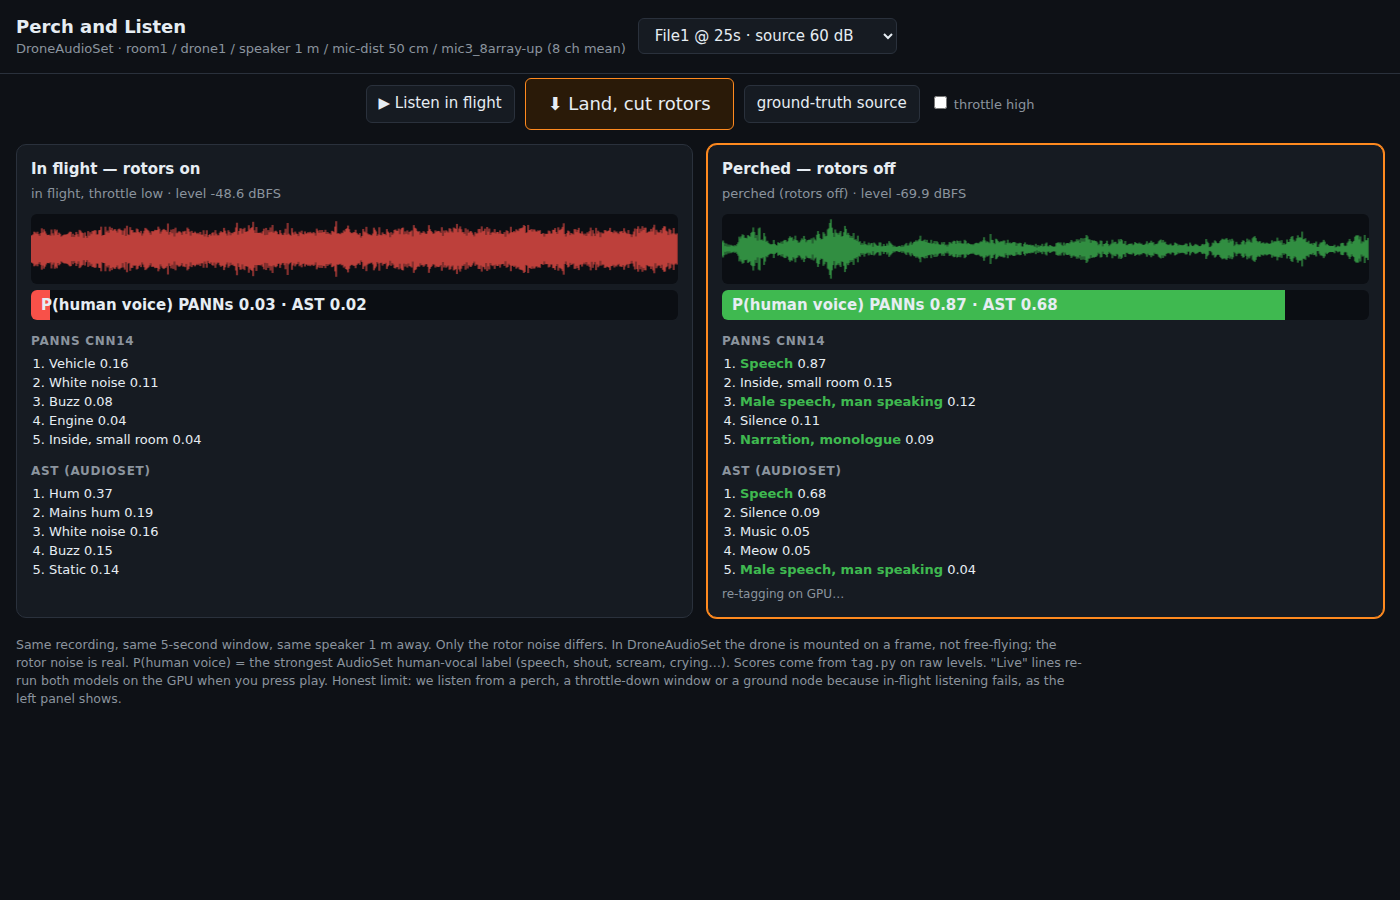 Perch and Listen
DroneAudioSet · room1 / drone1 / speaker 1 m / mic-dist 50 cm / mic3_8array-up (8 ch mean)
File1 @ 25s · source 60 dB
▶ Listen in flight
⬇ Land, cut rotors
ground-truth source
throttle high
In flight — rotors on
in flight, throttle low · level -48.6 dBFS
P(human voice) PANNs 0.03 · AST 0.02
PANNS CNN14
1. Vehicle 0.16
2. White noise 0.11
3. Buzz 0.08
4. Engine 0.04
5. Inside, small room 0.04
AST (AUDIOSET)
1. Hum 0.37
2. Mains hum 0.19
3. White noise 0.16
4. Buzz 0.15
5. Static 0.14
Perched — rotors off
perched (rotors off) · level -69.9 dBFS
P(human voice) PANNs 0.87 · AST 0.68
PANNS CNN14
1. Speech 0.87
2. Inside, small room 0.15
3. Male speech, man speaking 0.12
4. Silence 0.11
5. Narration, monologue 0.09
AST (AUDIOSET)
1. Speech 0.68
2. Silence 0.09
3. Music 0.05
4. Meow 0.05
5. Male speech, man speaking 0.04
re-tagging on GPU…
Same recording, same 5-second window, same speaker 1 m away. Only the rotor noise differs. In DroneAudioSet the drone is mounted on a frame, not free-flying; the
rotor noise is real. P(human voice) = the strongest AudioSet human-vocal label (speech, shout, scream, crying…). Scores come from tag.py on raw levels. "Live" lines re-
run both models on the GPU when you press play. Honest limit: we listen from a perch, a throttle-down window or a ground node because in-flight listening fails, as the
left panel shows.